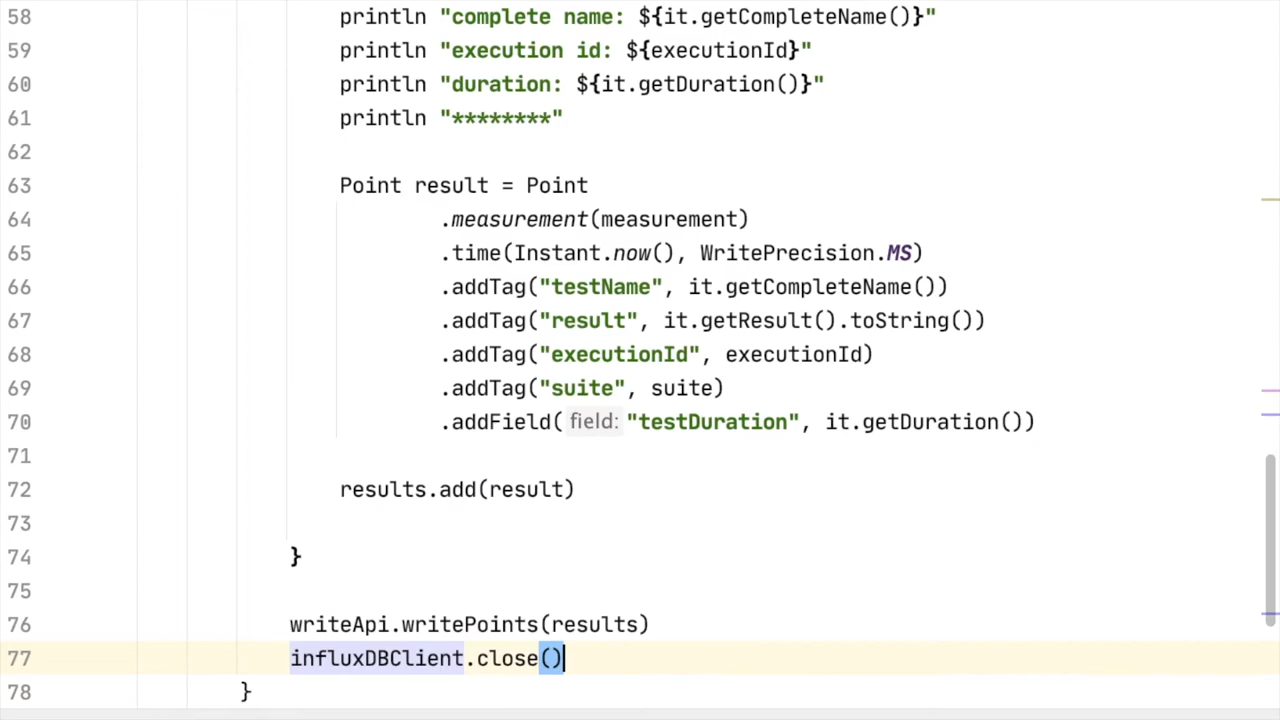 58 println "complete name: ${it.getCompleteName()}"
59 println "execution id: ${executionId}"
60 println "duration: ${it.getDuration()}"
61 println "********"
62
63 Point result = Point
64 .measurement(measurement)
65 .time(Instant.now(), WritePrecision.MS)
66 .addTag("testName", it.getCompleteName())
67 .addTag("result", it.getResult().toString())
68 .addTag("executionId", executionId)
69 .addTag("suite", suite)
70 .addField( field: "testDuration", it.getDuration())
71
72 results.add(result)
73
74 }
75
76 writeApi.writePoints(results)
77 influxDBClient.close()
78 }